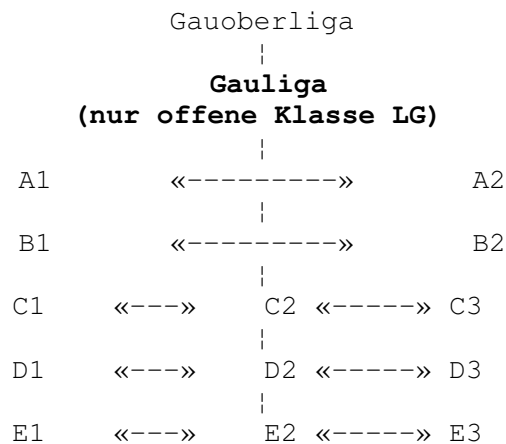 Gauoberliga
¦
Gauliga
(nur offene Klasse LG)
¦
A1 «---------» A2
¦
B1 «---------» B2
¦
C1 «---» C2 «-----» C3
¦
D1 «---» D2 «-----» D3
¦
E1 «---» E2 «-----» E3